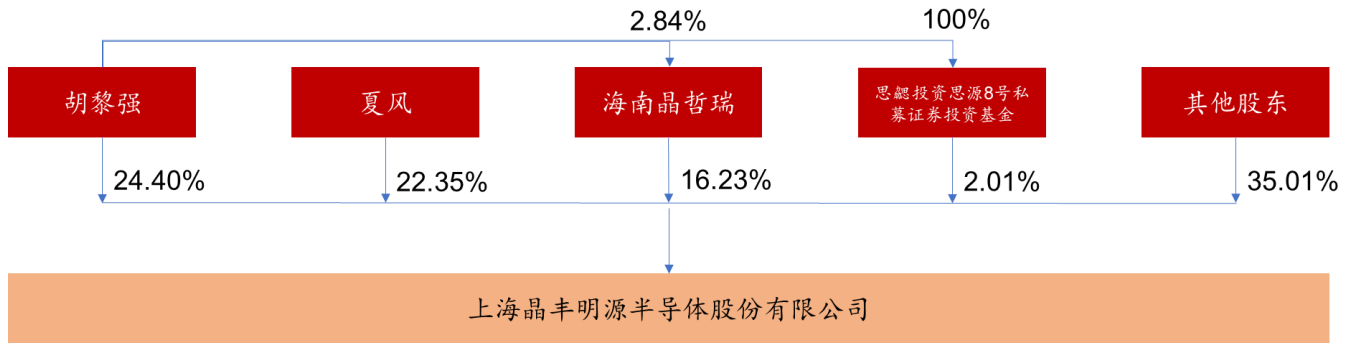 2.84%
100%
胡黎强
夏风
海南晶哲瑞
思勰投资思源8号私
募证券投资基金
其他股东
24.40%
22.35%
16.23%
2.01%
35.01%
上海晶丰明源半导体股份有限公司